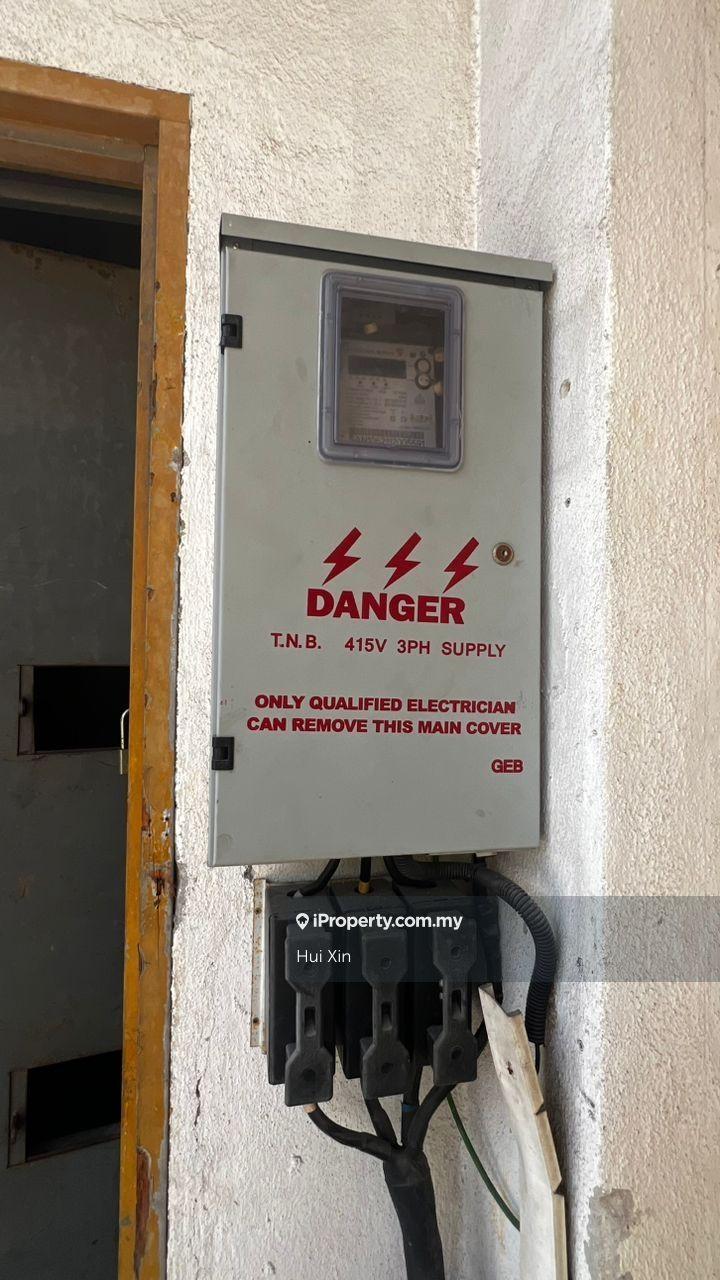 DANGER
T.N.B. 415V 3PH SUPPLY
ONLY QUALIFIED ELECTRICIAN
CAN REMOVE THIS MAIN COVER
GEB
iProperty.com.my
Hui Xin